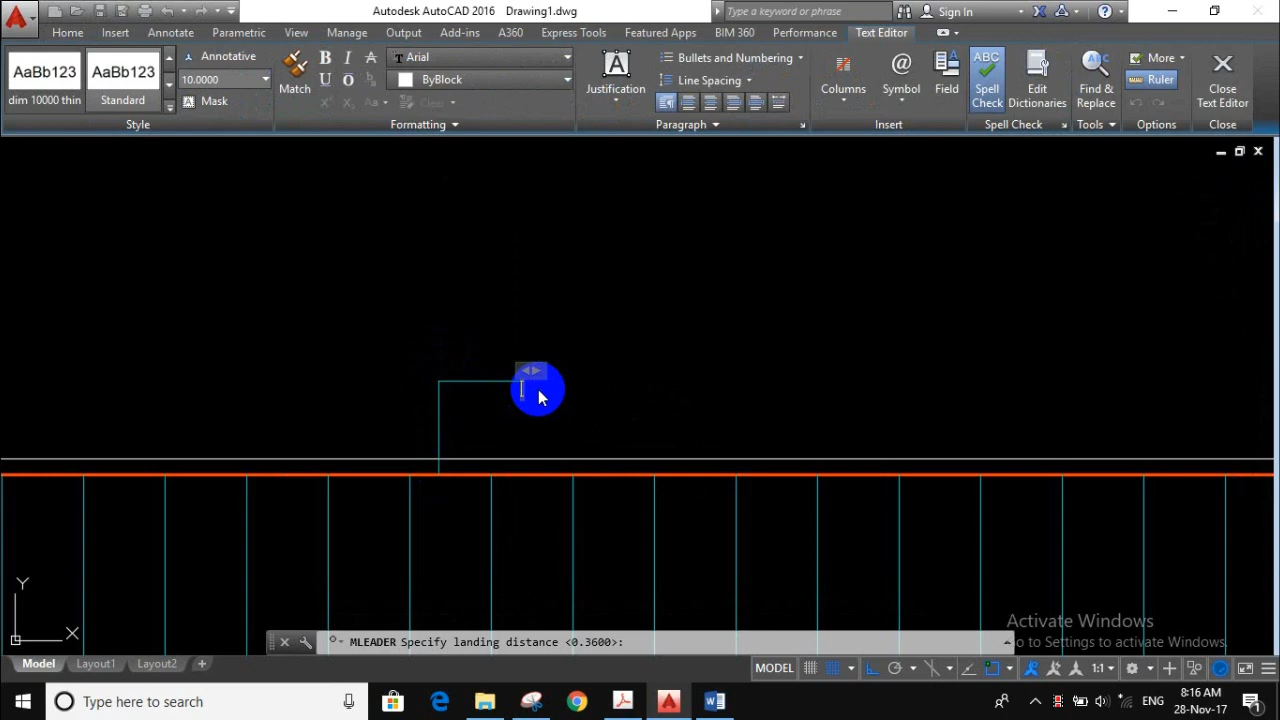 Autodesk AutoCAD 2016 Drawing1.dwg
Type a keyword or phrase
Sign In
Home Insert Annotate Parametric View Manage Output Add-ins A360 Express Tools Featured Apps BIM 360 Performance Text Editor
AaBb123
dim 10000 thin
AaBb123
Standard
Annotative
10.0000
Mask
Style
Match
Arial
ByBlock
Clear
Formatting
Justification
Bullets and Numbering
Line Spacing
Paragraph
Columns
Symbol
Field
Insert
ABC
Spell
Check
Edit
Dictionaries
Spell Check
Find &
Replace
Tools
More
Ruler
Options
Close
Text Editor
Close
Y
X
MLEADER Specify landing distance <0.3600>:
Activate Windows
o to Settings to activate Windows.
Model Layout1 Layout2
MODEL
1:1
Type here to search
ENG
8:16 AM
28-Nov-17
1